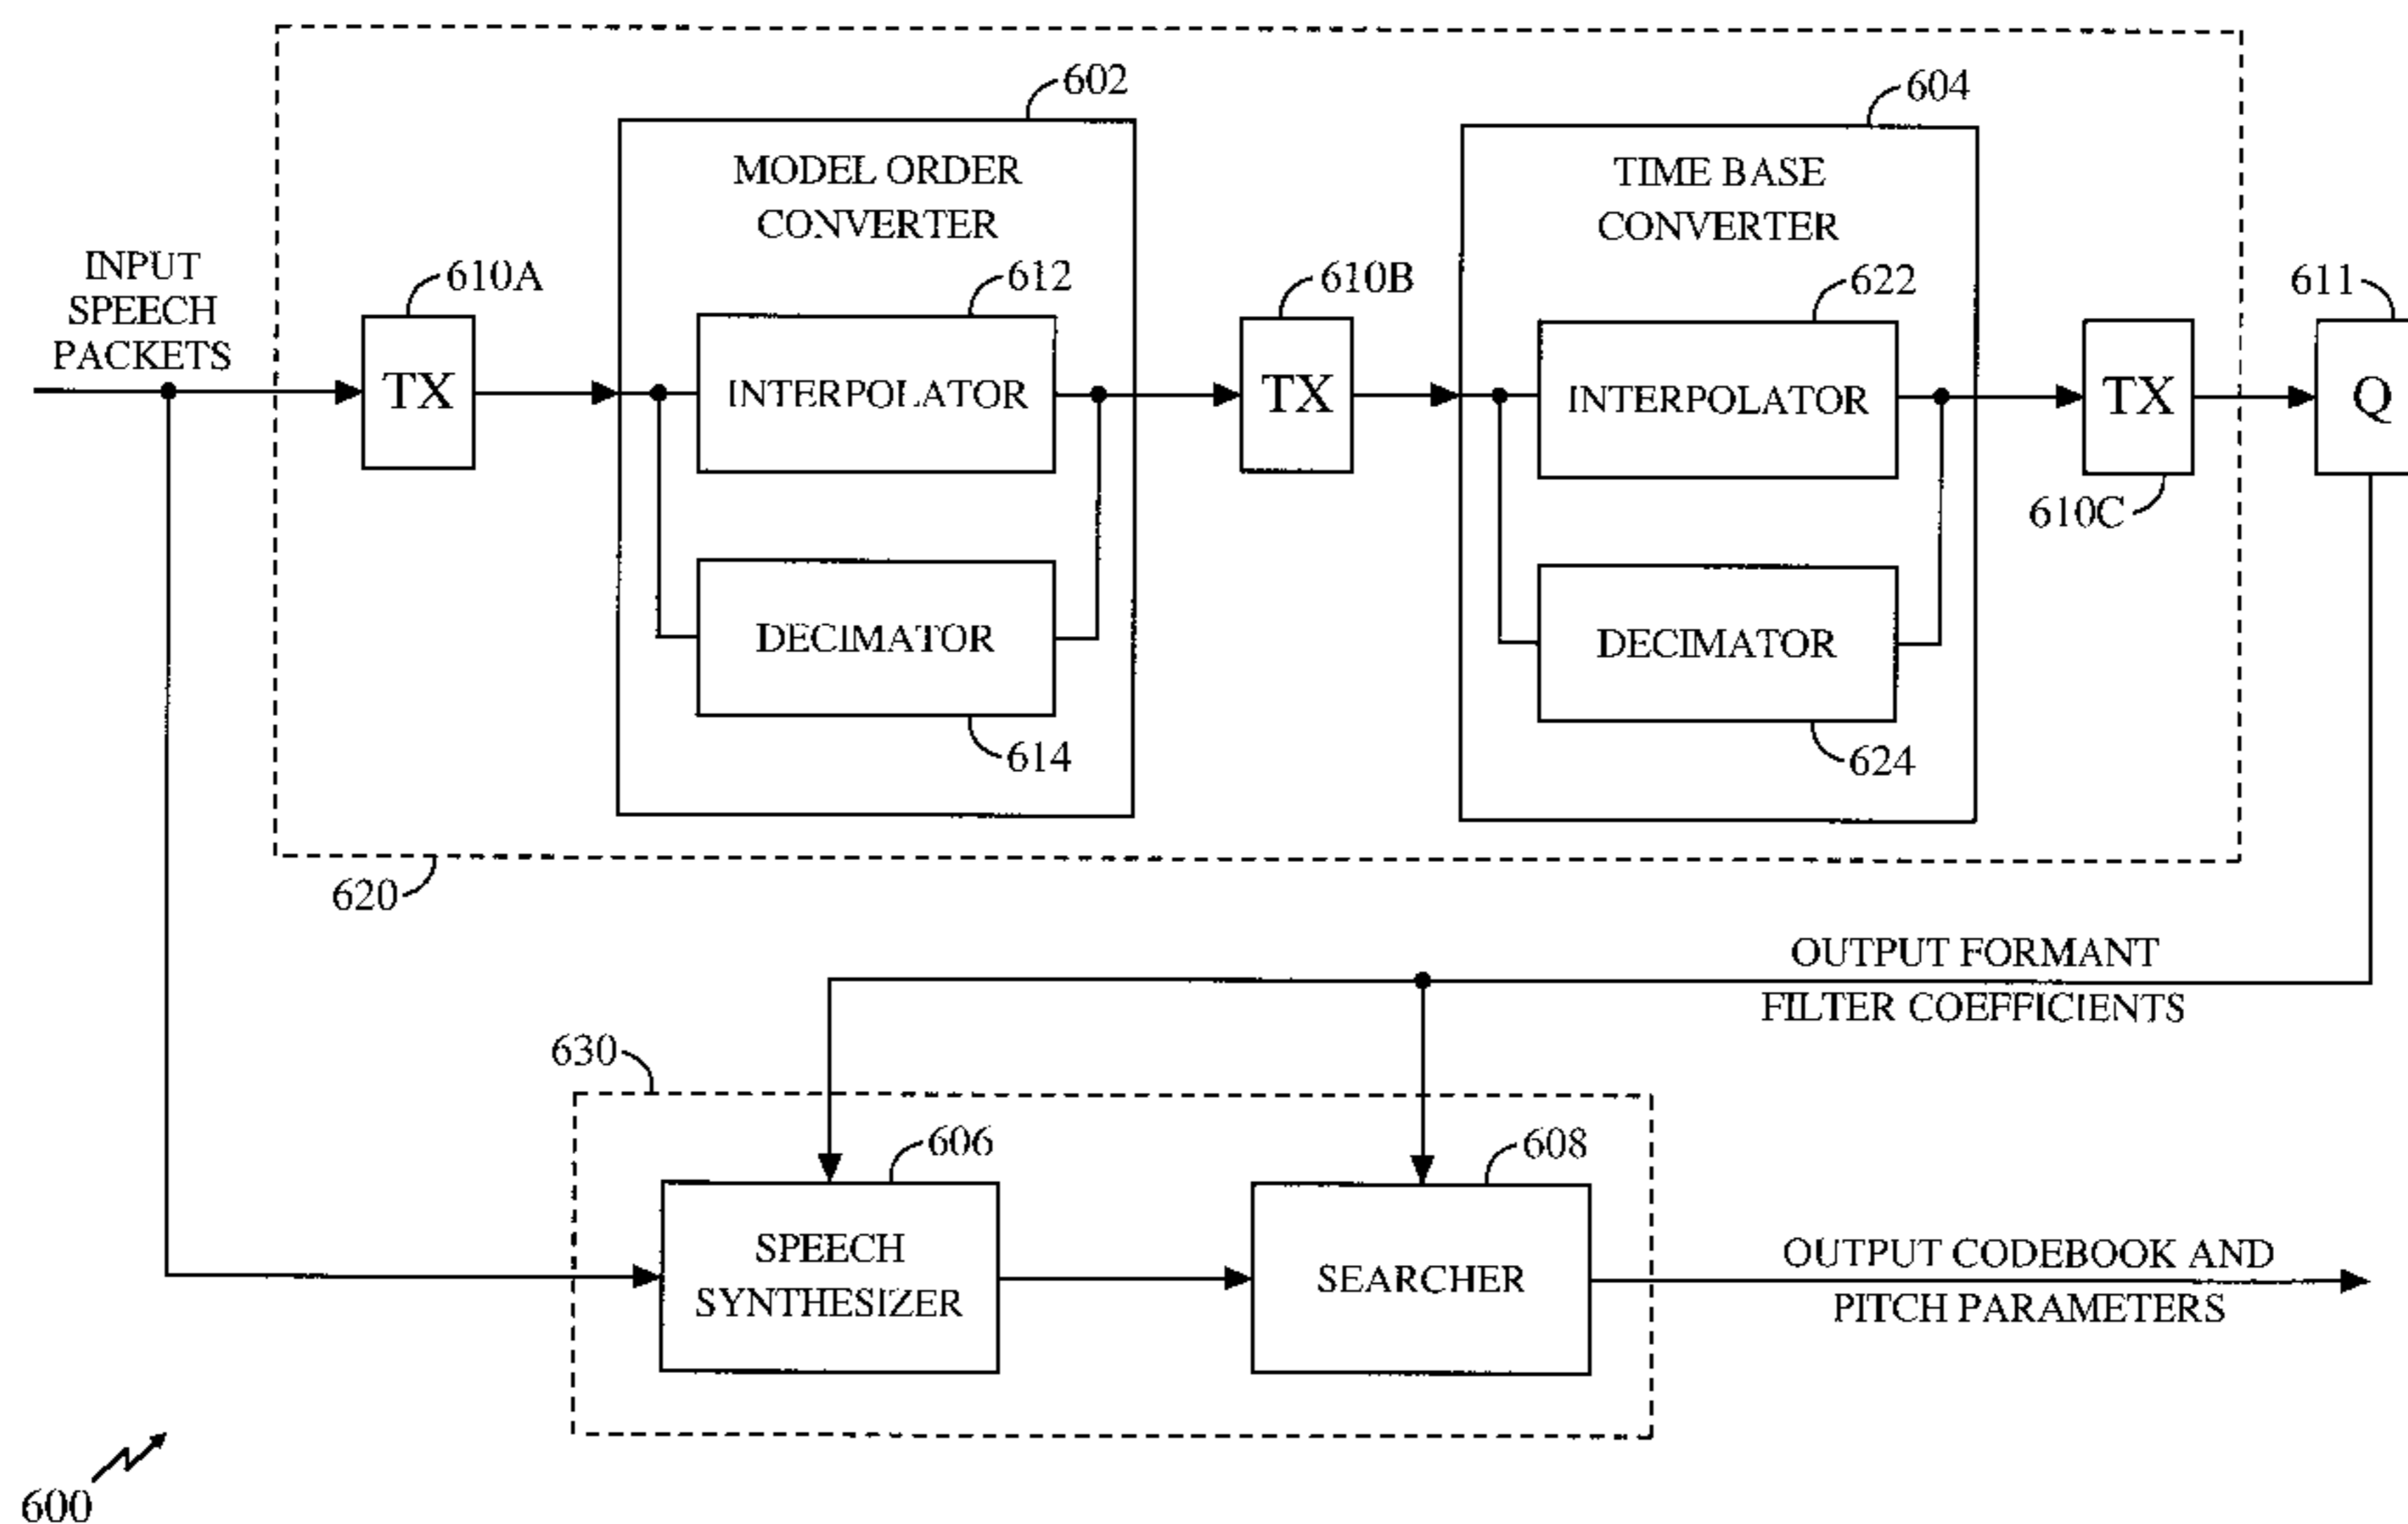 602
604
MODEL ORDER
CONVERTER
TIME BASE
CONVERTER
INPUT
SPEECH
PACKETS
610A
612
610B
622
611
TX
INTERPOLATOR
TX
INTERPOLATOR
TX
Q
610C
DECIMATOR
DECIMATOR
614
624
620
OUTPUT FORMANT
FILTER COEFFICIENTS
630
606
608
SPEECH
SYNTHESIZER
SEARCHER
OUTPUT CODEBOOK AND
PITCH PARAMETERS
600